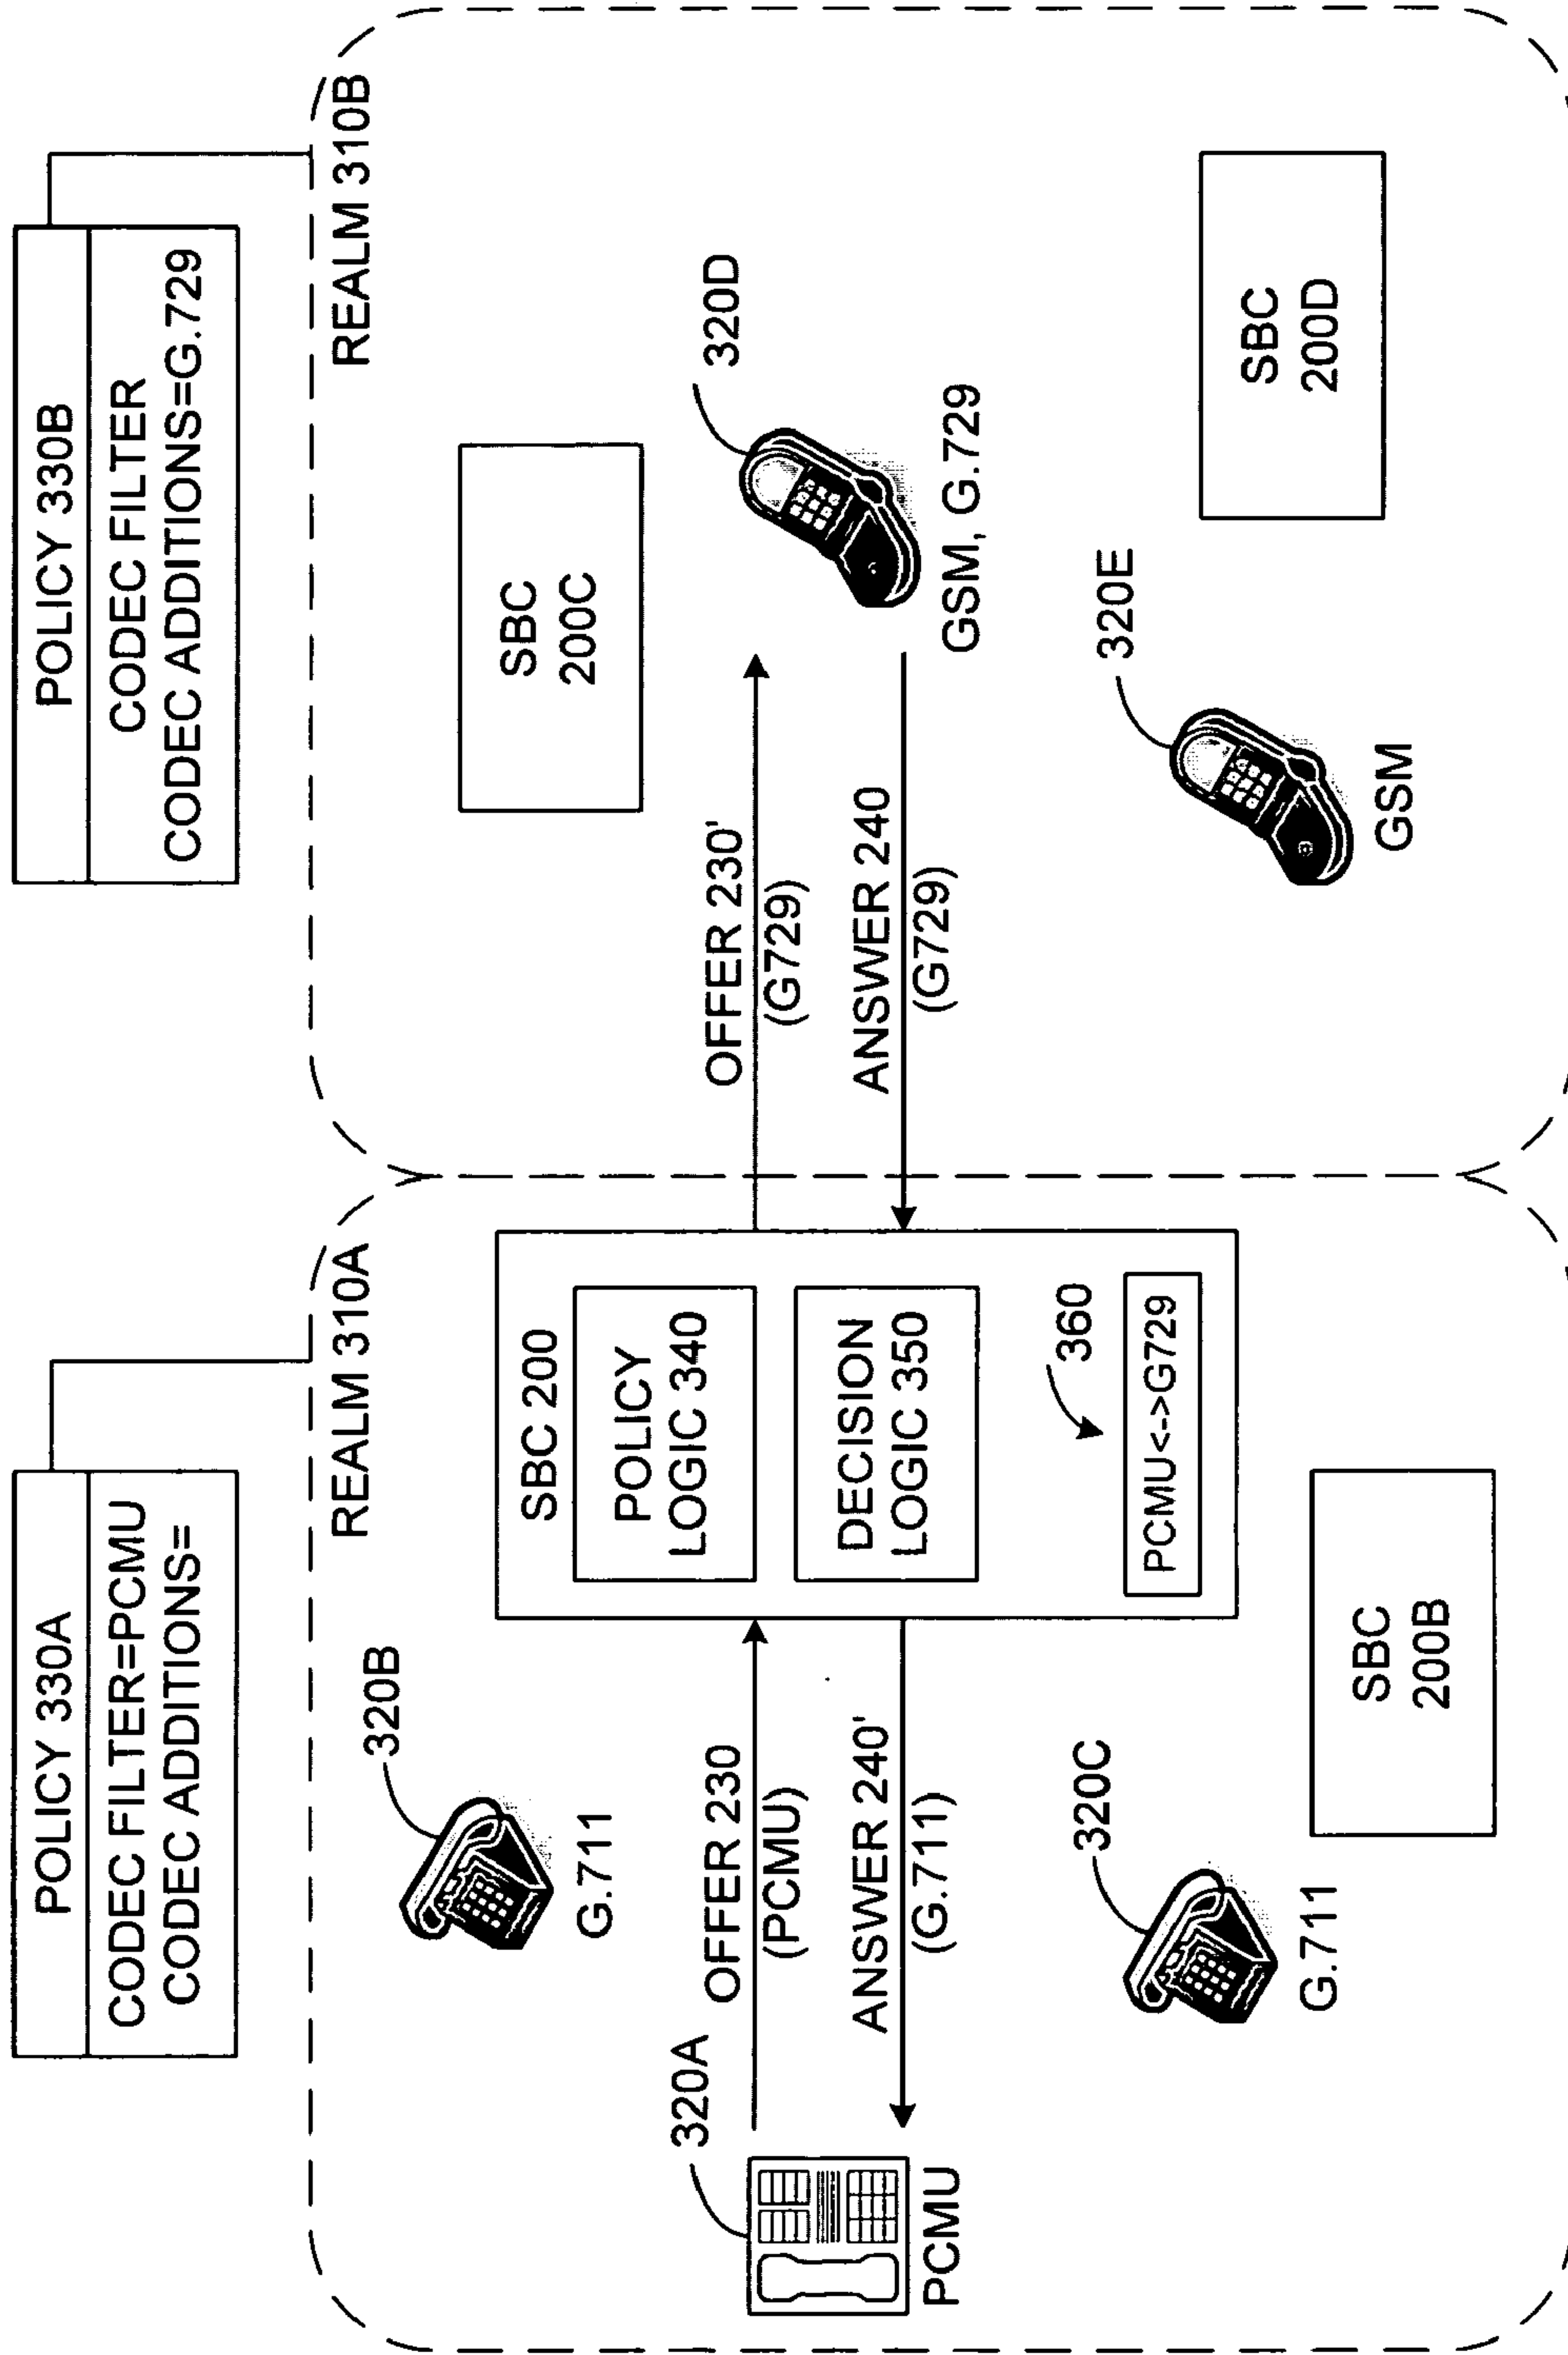 POLICY 330A
CODEC FILTER=PCMU
CODEC ADDITIONS=
POLICY 330B
CODEC FILTER
CODEC ADDITIONS=G.729
REALM 310A
REALM 310B
320B
G.711
320A
PCMU
OFFER 230
(PCMU)
ANSWER 240'
(G.711)
320C
G.711
SBC
200B
SBC 200
POLICY
LOGIC 340
DECISION
LOGIC 350
360
PCMU<->G729
OFFER 230'
(G729)
ANSWER 240
(G729)
SBC
200C
320D
GSM, G.729
320E
GSM
SBC
200D